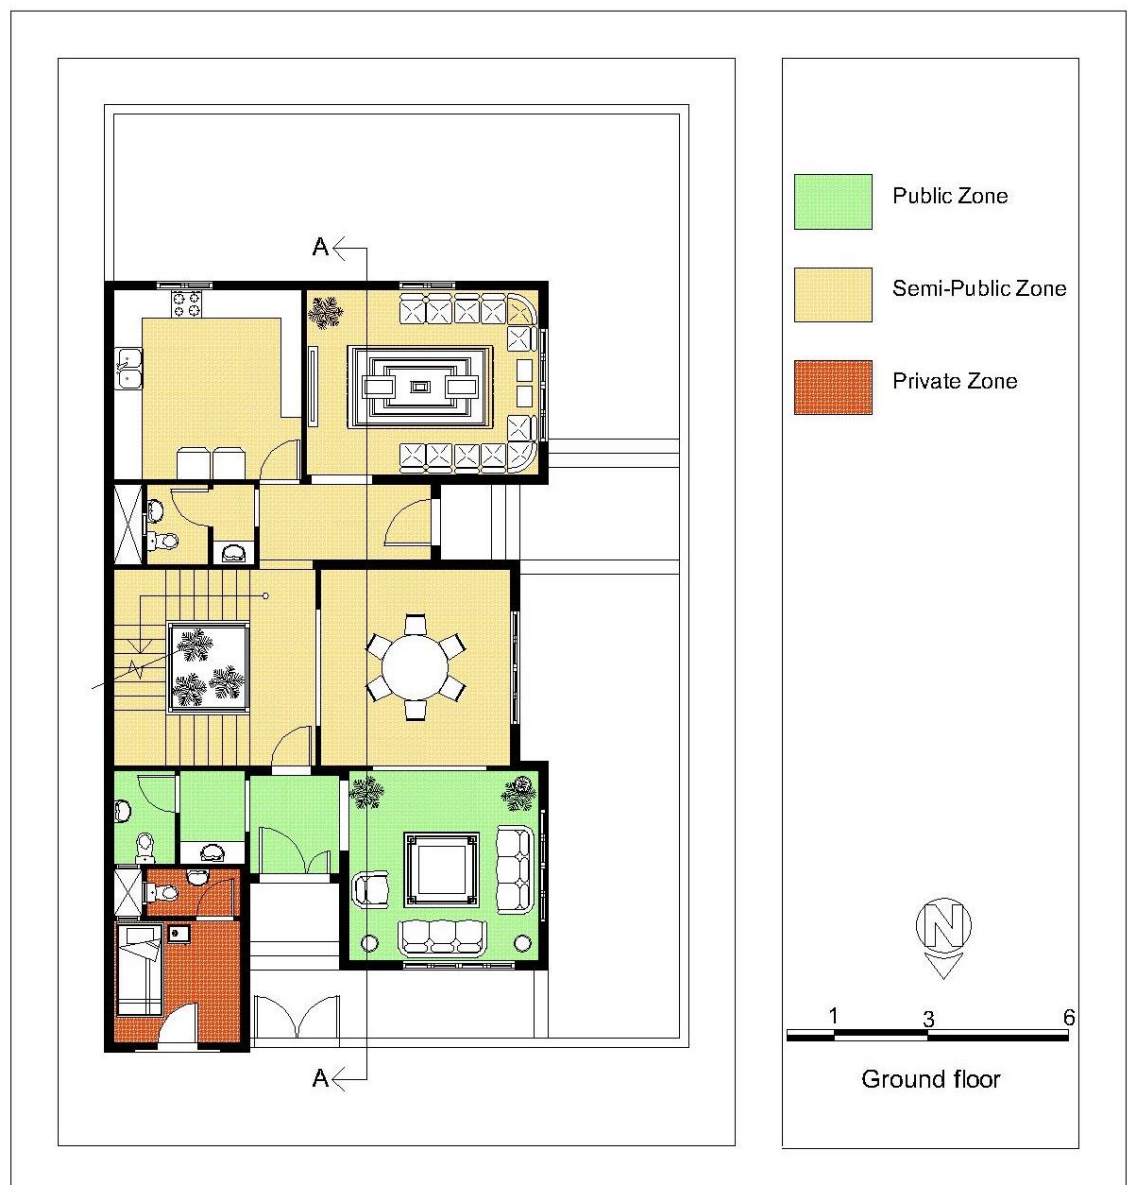 A
Public Zone
Semi-Public Zone
Private Zone
N
1 3 6
Ground floor
A